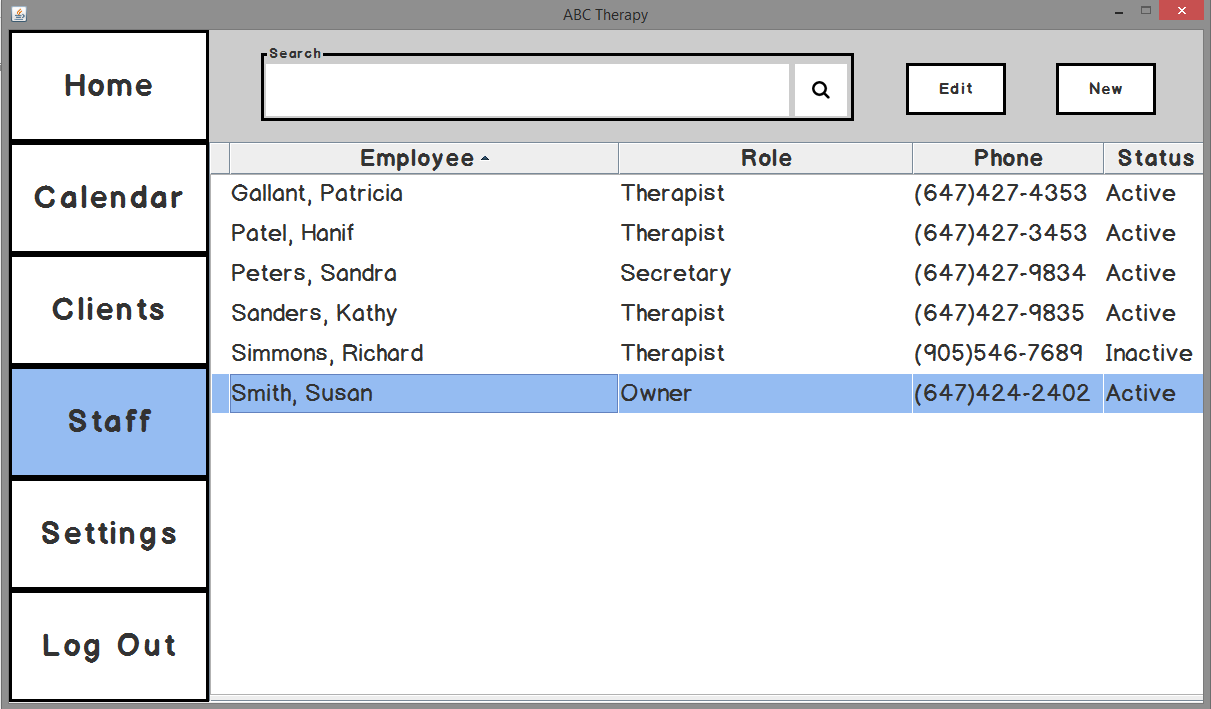 ABC Therapy
Home
Calendar
Clients
Staff
Settings
Log Out
Search
Edit
New
Employee Role Phone Status
Gallant, Patricia Therapist (647)427-4353 Active
Patel, Hanif Therapist (647)427-3453 Active
Peters, Sandra Secretary (647)427-9834 Active
Sanders, Kathy Therapist (647)427-9835 Active
Simmons, Richard Therapist (905)546-7689 Inactive
Smith, Susan Owner (647)424-2402 Active